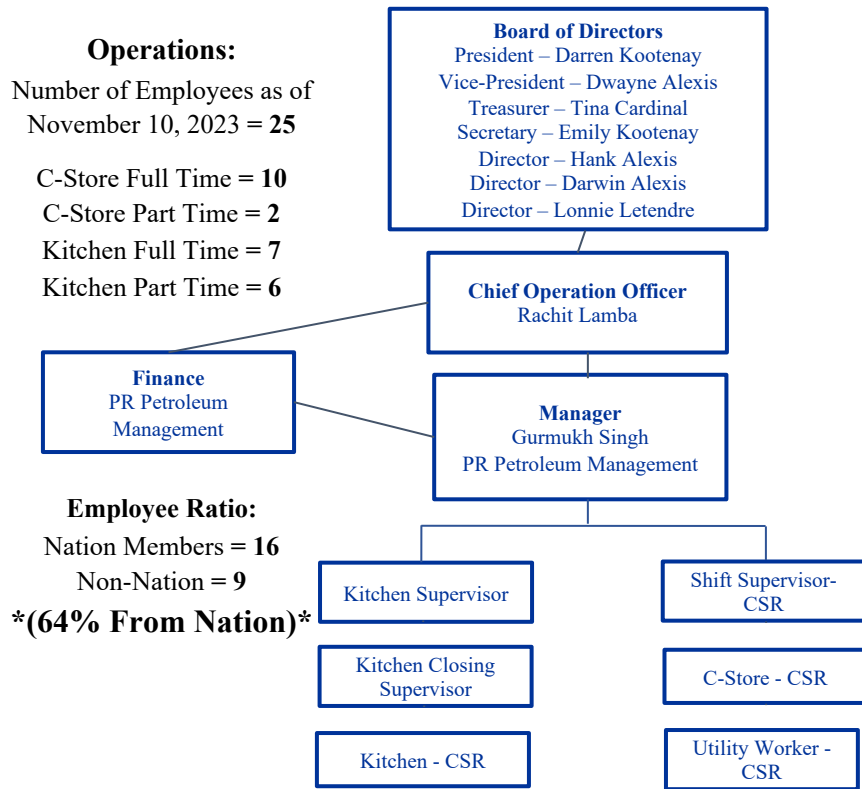 Operations:
Number of Employees as of
November 10, 2023 = 25
C-Store Full Time = 10
C-Store Part Time = 2
Kitchen Full Time = 7
Kitchen Part Time = 6
Board of Directors
President – Darren Kootenay
Vice-President – Dwayne Alexis
Treasurer – Tina Cardinal
Secretary – Emily Kootenay
Director – Hank Alexis
Director – Darwin Alexis
Director – Lonnie Letendre
Chief Operation Officer
Rachit Lamba
Finance
PR Petroleum
Management
Manager
Gurmukh Singh
PR Petroleum Management
Employee Ratio:
Nation Members = 16
Non-Nation = 9
*(64% From Nation)*
Kitchen Supervisor
Kitchen Closing
Supervisor
Kitchen - CSR
Shift Supervisor-
CSR
C-Store - CSR
Utility Worker -
CSR